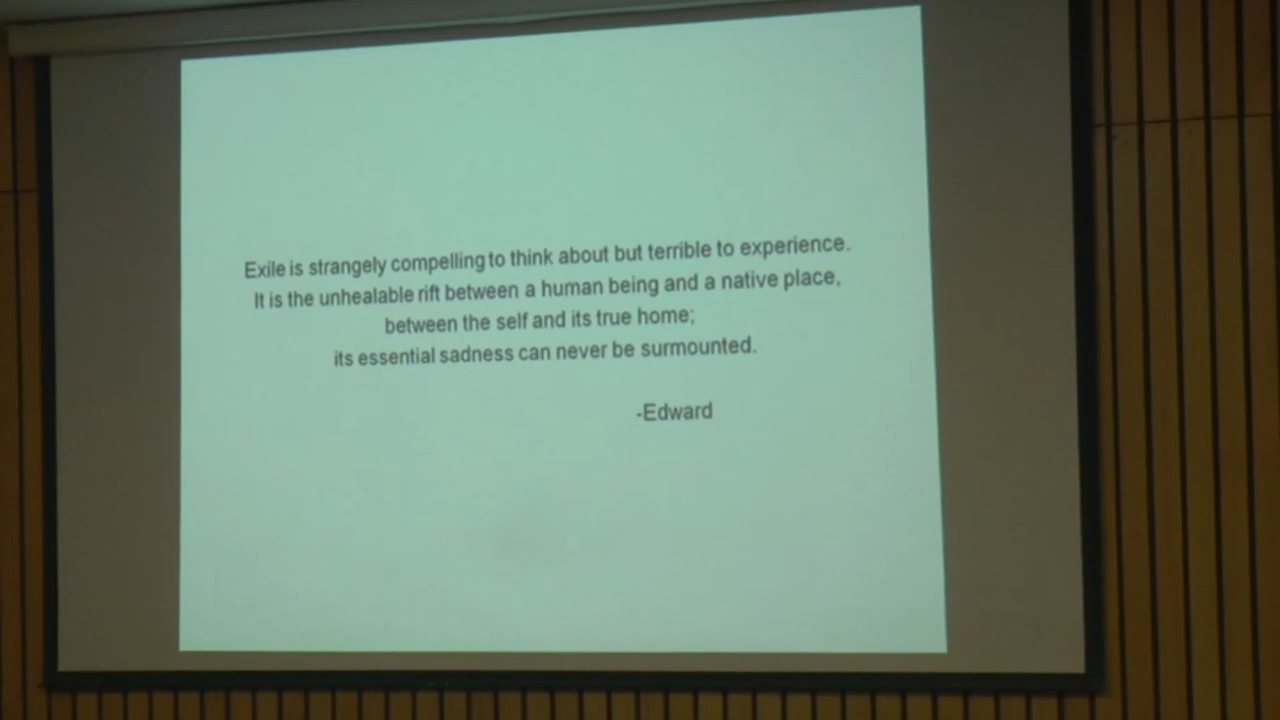 Exile is strangely compelling to think about but terrible to experience.
It is the unhealable rift between a human being and a native place,
between the self and its true home;
its essential sadness can never be surmounted.
-Edward